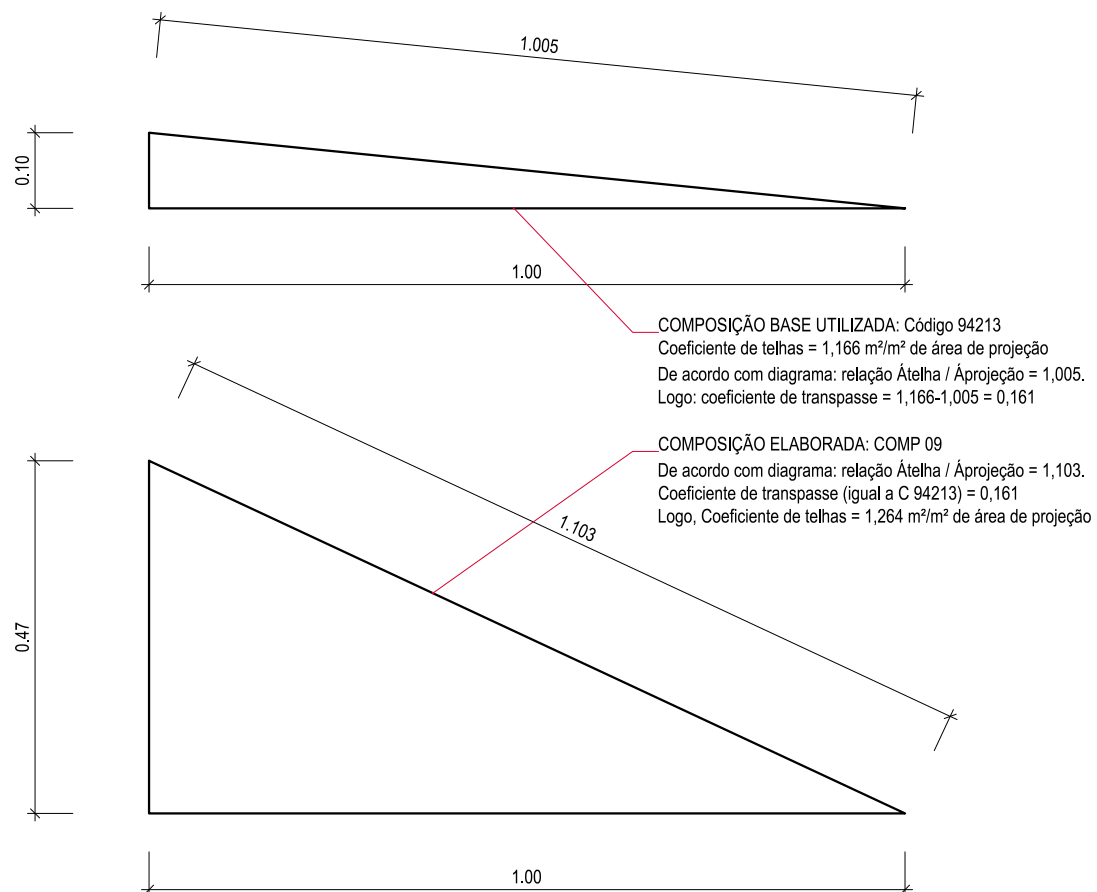 1.005
0.10
1.00
COMPOSIÇÃO BASE UTILIZADA: Código 94213
Coeficiente de telhas = 1,166 m²/m² de área de projeção
De acordo com diagrama: relação Átelha / Áprojeção = 1,005.
Logo: coeficiente de transpasse = 1,166-1,005 = 0,161
COMPOSIÇÃO ELABORADA: COMP 09
De acordo com diagrama: relação Átelha / Áprojeção = 1,103.
Coeficiente de transpasse (igual a C 94213) = 0,161
Logo, Coeficiente de telhas = 1,264 m²/m² de área de projeção
1.103
0.47
1.00